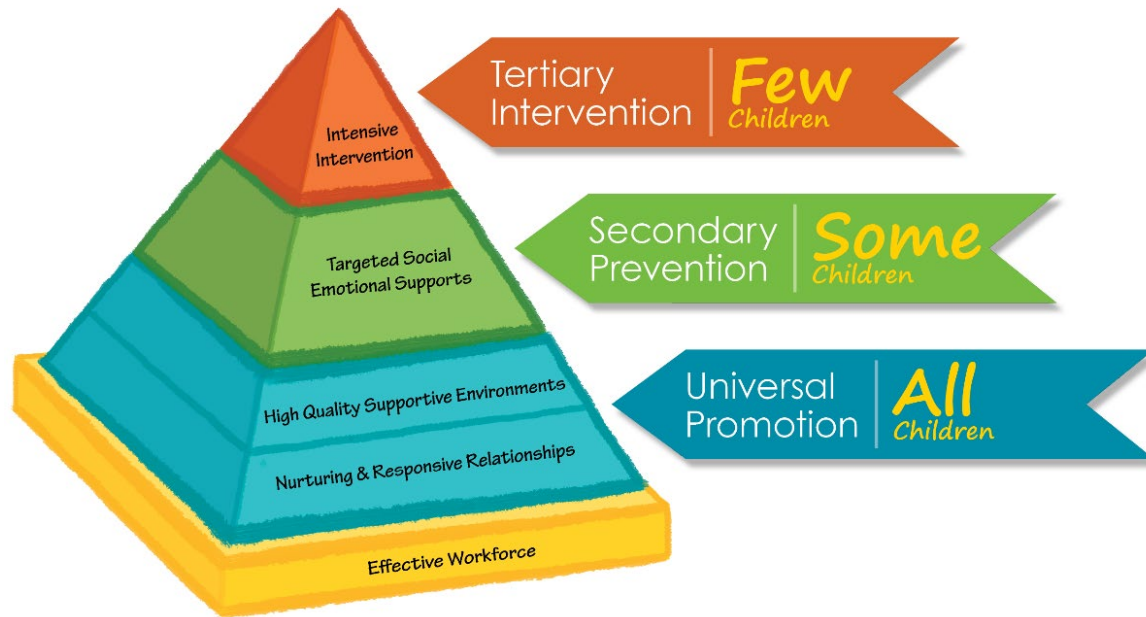 Intensive
Intervention
Tertiary
Intervention
Few
Children
Targeted Social
Emotional Supports
Secondary
Prevention
Some
Children
High Quality Supportive Environments
Nurturing & Responsive Relationships
Universal
Promotion
All
Children
Effective Workforce